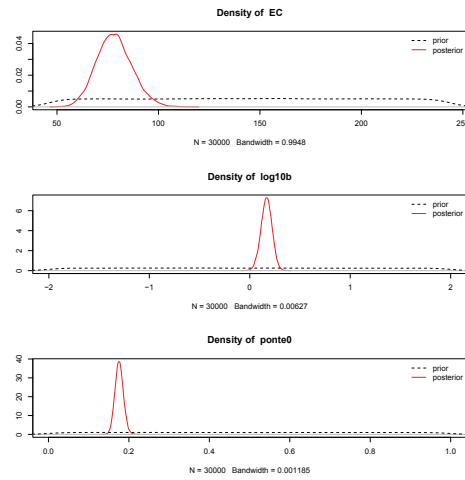 Density of EC
prior
posterior
0.04
0.02
0.00
50
100
150
200
250
N = 30000 Bandwidth = 0.9948
Density of log10b
prior
posterior
6
4
2
0
−2
−1
0
1
2
N = 30000 Bandwidth = 0.00627
Density of ponte0
prior
posterior
40
30
20
10
0
0.0
0.2
0.4
0.6
0.8
1.0
N = 30000 Bandwidth = 0.001185